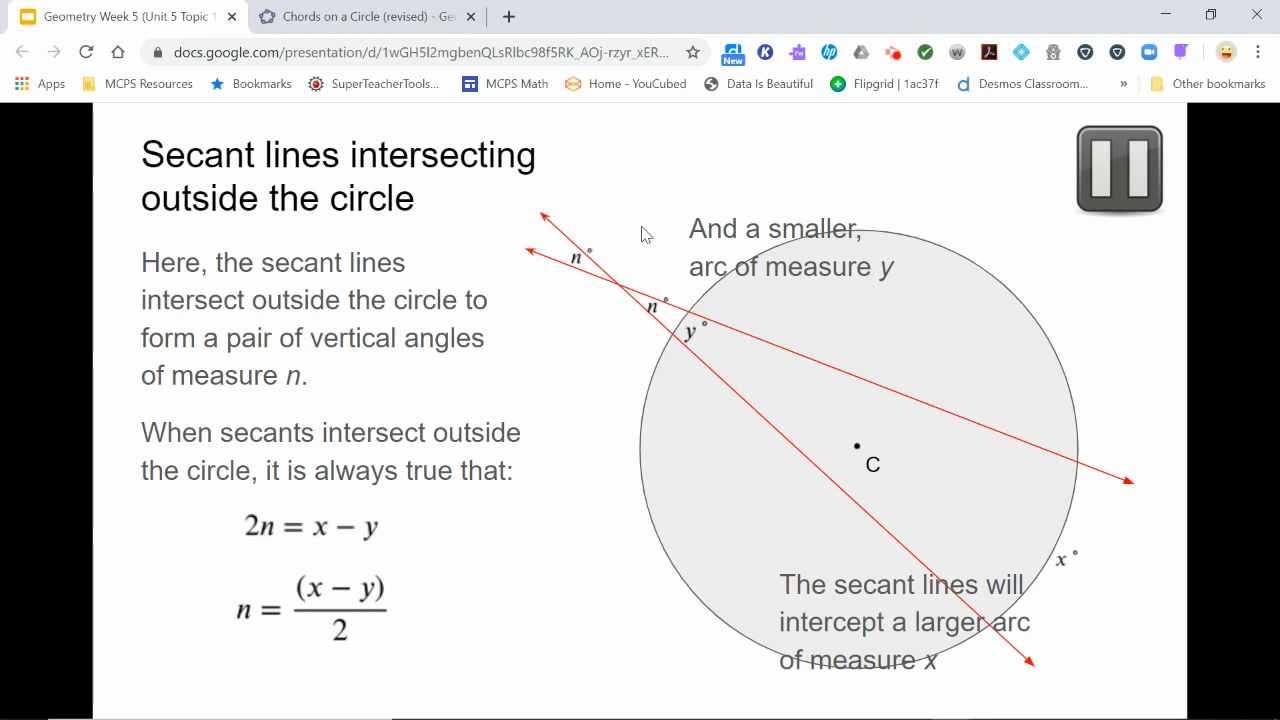 Geometry Week 5 (Unit 5 Topic 1
Chords on a Circle (revised) - Geo
docs.google.com/presentation/d/1wGH5l2mgbenQLsRlbc98f5RK_AOj-rzyr_xER...
New
Apps
MCPS Resources
Bookmarks
SuperTeacherTools...
MCPS Math
Home - YouCubed
Data Is Beautiful
Flipgrid | 1ac37f
Desmos Classroom...
»
Other bookmarks
Secant lines intersecting
outside the circle
Here, the secant lines
intersect outside the circle to
form a pair of vertical angles
of measure n.
When secants intersect outside
the circle, it is always true that:
2n = x − y
n = (x − y) / 2
And a smaller,
arc of measure y
n°
n°
y°
C
x°
The secant lines will
intercept a larger arc
of measure x